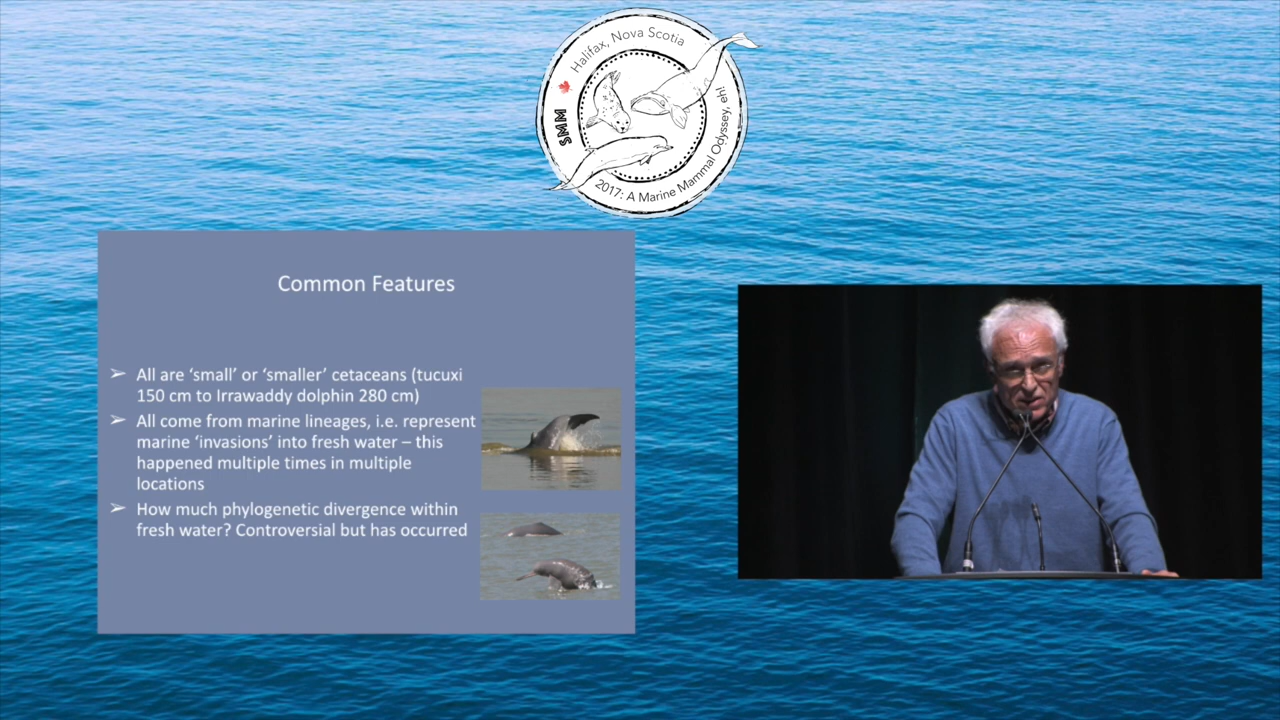 Halifax, Nova Scotia
SMM
2017: A Marine Mammal Odyssey, eh!
Common Features
➢ All are ‘small’ or ‘smaller’ cetaceans (tucuxi
150 cm to Irrawaddy dolphin 280 cm)
➢ All come from marine lineages, i.e. represent
marine ‘invasions’ into fresh water – this
happened multiple times in multiple
locations
➢ How much phylogenetic divergence within
fresh water? Controversial but has occurred